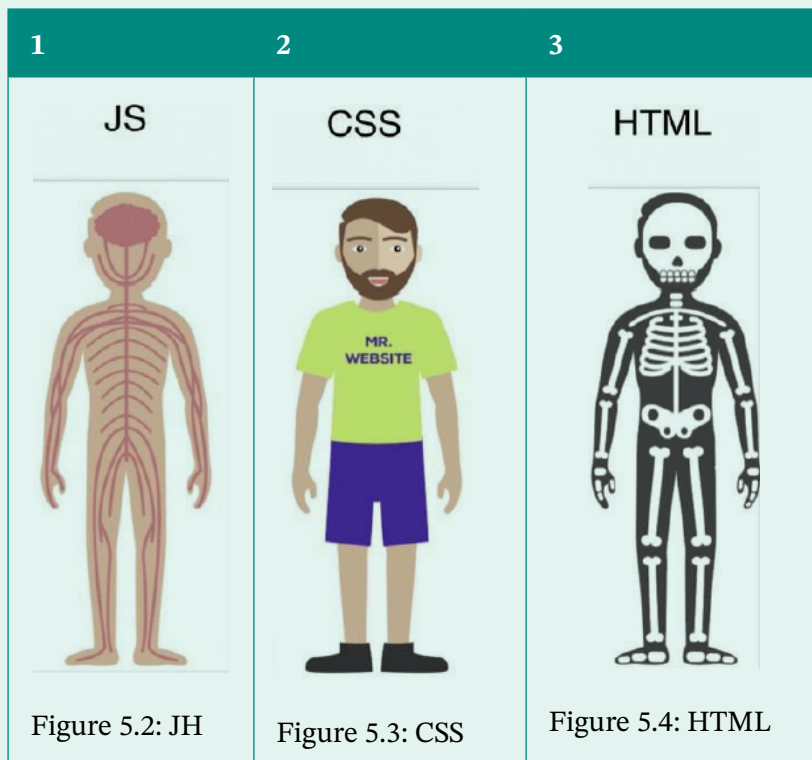 1
2
3
JS
CSS
HTML
MR.
WEBSITE
Figure 5.2: JH
Figure 5.3: CSS
Figure 5.4: HTML